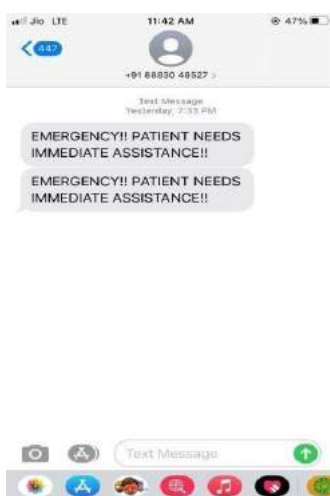 Jio LTE
11:42 AM
47%
447
+91 88830 48527 >
Text Message
Yesterday, 7:33 PM
EMERGENCY!! PATIENT NEEDS
IMMEDIATE ASSISTANCE!!
EMERGENCY!! PATIENT NEEDS
IMMEDIATE ASSISTANCE!!
Text Message